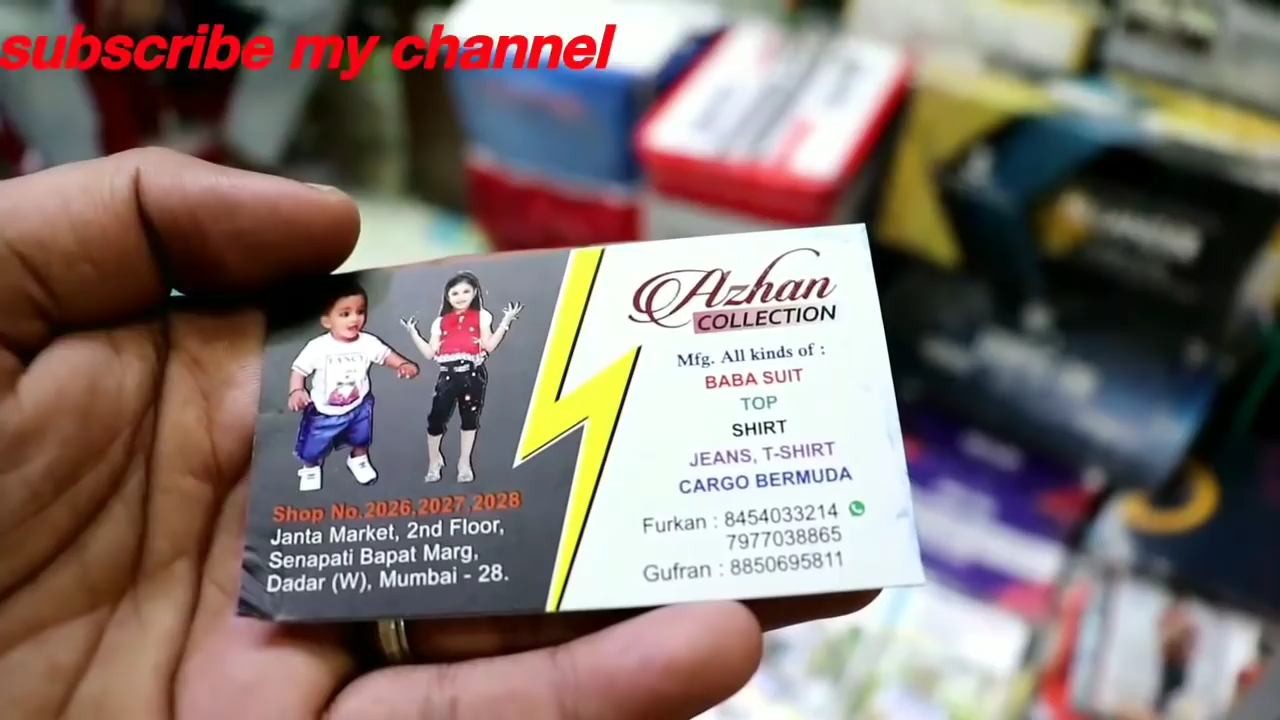 subscribe my channel
Azhan
COLLECTION
Mfg. All kinds of :
BABA SUIT
TOP
SHIRT
JEANS, T-SHIRT
CARGO BERMUDA
Furkan : 8454033214
7977038865
Gufran : 8850695811
Shop No.2026,2027,2028
Janta Market, 2nd Floor,
Senapati Bapat Marg,
Dadar (W), Mumbai - 28.